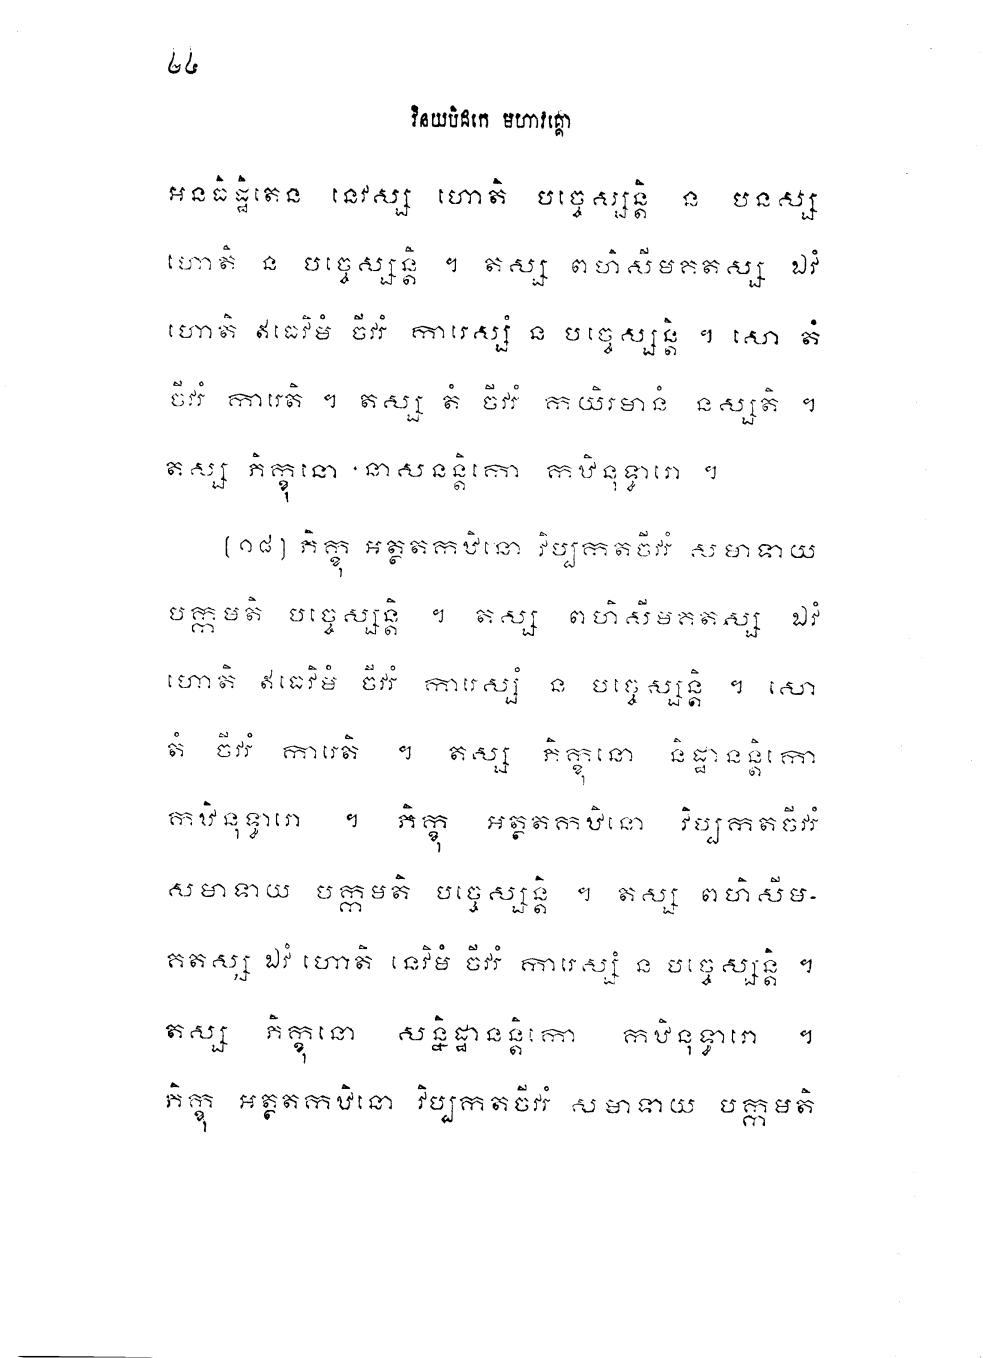 ៤៤
វិនយបិដកេ មហាវគ្គោ
អនធិដ្ឋិតេន នេវស្ស ហោតិ បច្ចេស្សន្តិ ន បនស្ស
ហោតិ ន បច្ចេស្សន្តិ ។ តស្ស ពហិសីមគតស្ស ឯវំ
ហោតិ ឥធេវិមំ ចីវរំ ការេស្សំ ន បច្ចេស្សន្តិ ។ សោ តំ
ចីវរំ ការេតិ ។ តស្ស តំ ចីវរំ កយិរមានំ នស្សតិ ។
តស្ស ភិក្ខុនោ នាសនន្តិកោ កឋិនុទ្ធារោ ។
(១៨) ភិក្ខុ អត្ថតកឋិនោ វិប្បកតចីវរំ សមាទាយ
បក្កមតិ បច្ចេស្សន្តិ ។ តស្ស ពហិសីមគតស្ស ឯវំ
ហោតិ ឥធេវិមំ ចីវរំ ការេស្សំ ន បច្ចេស្សន្តិ ។ សោ
តំ ចីវរំ ការេតិ ។ តស្ស ភិក្ខុនោ និដ្ឋានន្តិកោ
កឋិនុទ្ធារោ ។ ភិក្ខុ អត្ថតកឋិនោ វិប្បកតចីវរំ
សមាទាយ បក្កមតិ បច្ចេស្សន្តិ ។ តស្ស ពហិសីម-
គតស្ស ឯវំ ហោតិ នេវិមំ ចីវរំ ការេស្សំ ន បច្ចេស្សន្តិ ។
តស្ស ភិក្ខុនោ សន្និដ្ឋានន្តិកោ កឋិនុទ្ធារោ ។
ភិក្ខុ អត្ថតកឋិនោ វិប្បកតចីវរំ សមាទាយ បក្កមតិ